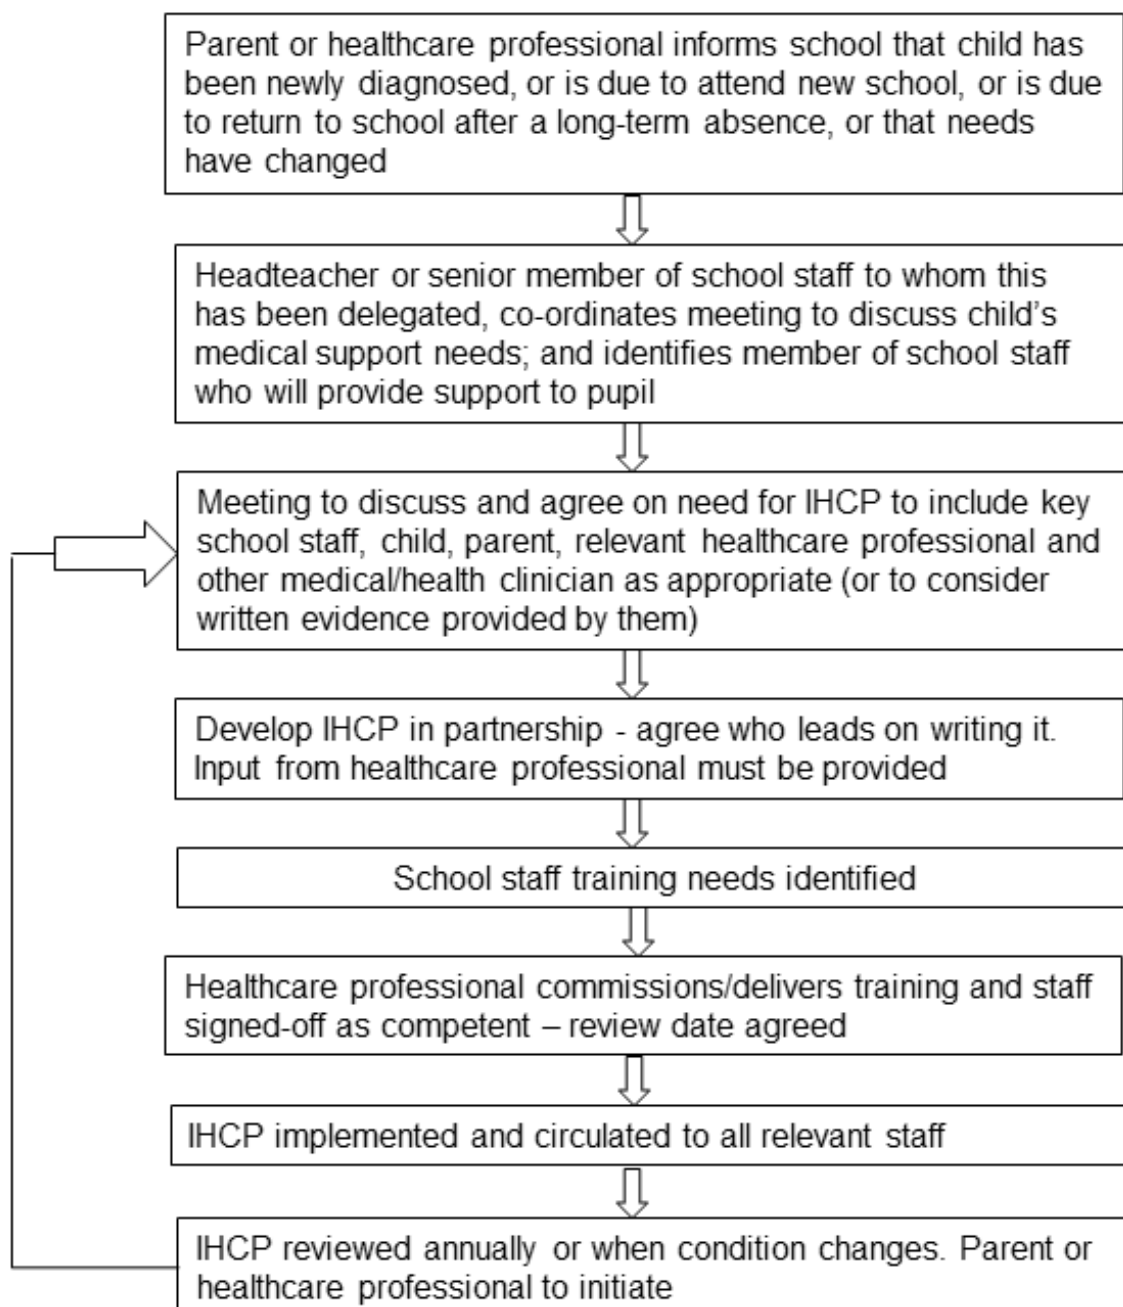 Parent or healthcare professional informs school that child has
been newly diagnosed, or is due to attend new school, or is due
to return to school after a long-term absence, or that needs
have changed
Headteacher or senior member of school staff to whom this
has been delegated, co-ordinates meeting to discuss child's
medical support needs; and identifies member of school staff
who will provide support to pupil
Meeting to discuss and agree on need for IHCP to include key
school staff, child, parent, relevant healthcare professional and
other medical/health clinician as appropriate (or to consider
written evidence provided by them)
Develop IHCP in partnership - agree who leads on writing it.
Input from healthcare professional must be provided
School staff training needs identified
Healthcare professional commissions/delivers training and staff
signed-off as competent – review date agreed
IHCP implemented and circulated to all relevant staff
IHCP reviewed annually or when condition changes. Parent or
healthcare professional to initiate